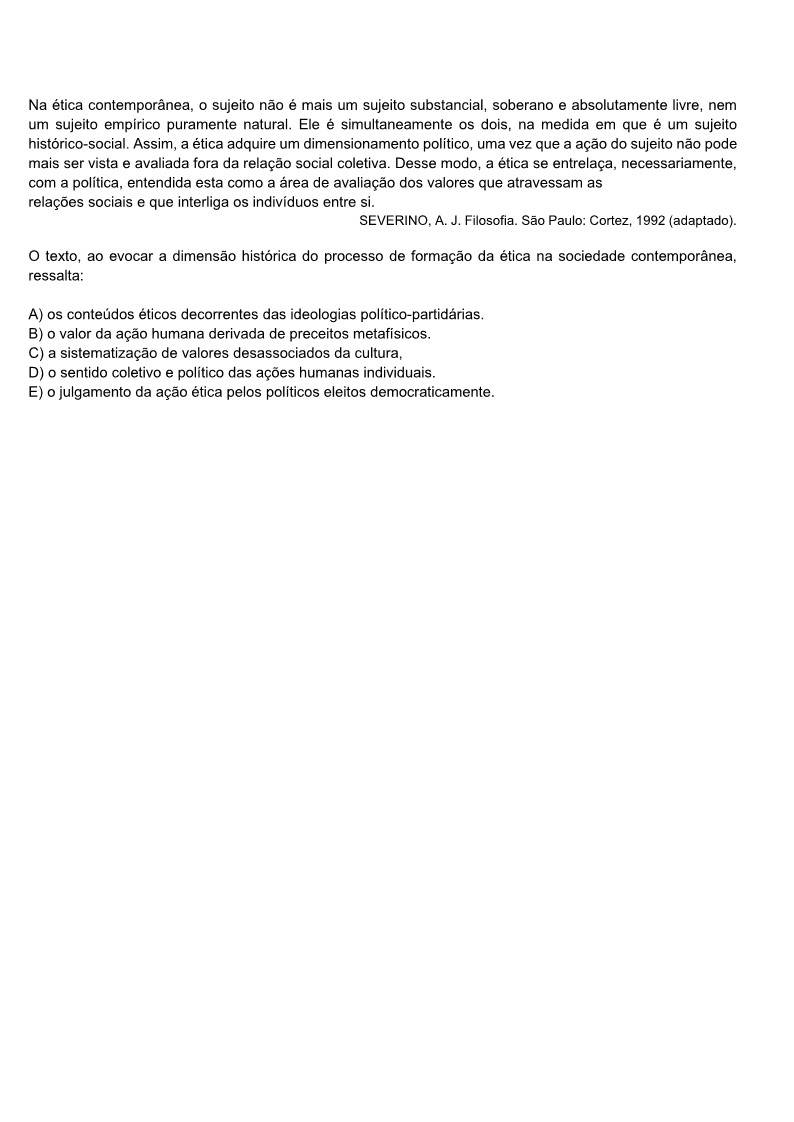 Na ética contemporânea, o sujeito não é mais um sujeito substancial, soberano e absolutamente livre, nem
um sujeito empírico puramente natural. Ele é simultaneamente os dois, na medida em que é um sujeito
histórico-social. Assim, a ética adquire um dimensionamento político, uma vez que a ação do sujeito não pode
mais ser vista e avaliada fora da relação social coletiva. Desse modo, a ética se entrelaça, necessariamente,
com a política, entendida esta como a área de avaliação dos valores que atravessam as
relações sociais e que interliga os indivíduos entre si.
SEVERINO, A. J. Filosofia. São Paulo: Cortez, 1992 (adaptado).
O texto, ao evocar a dimensão histórica do processo de formação da ética na sociedade contemporânea,
ressalta:
A) os conteúdos éticos decorrentes das ideologias político-partidárias.
B) o valor da ação humana derivada de preceitos metafísicos.
C) a sistematização de valores desassociados da cultura,
D) o sentido coletivo e político das ações humanas individuais.
E) o julgamento da ação ética pelos políticos eleitos democraticamente.